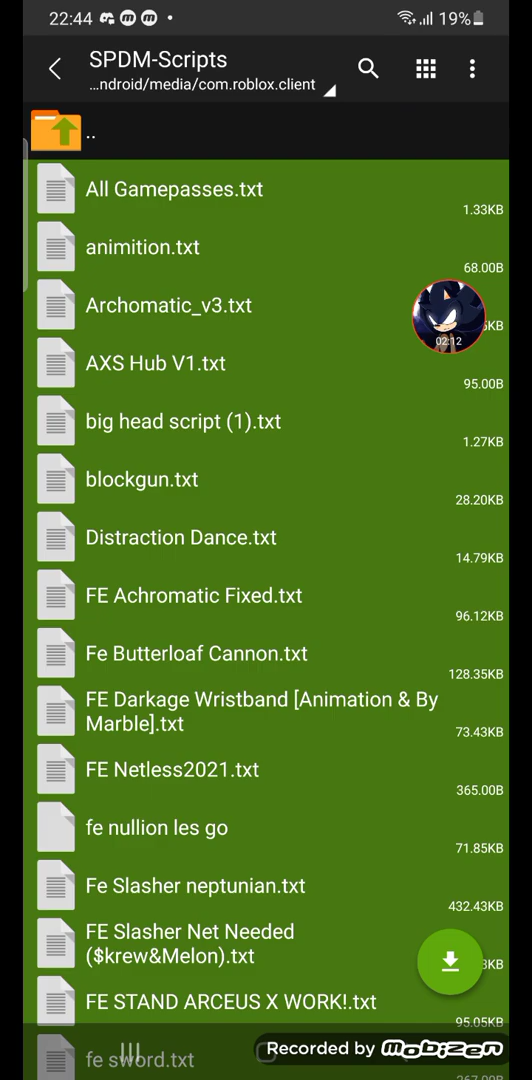 22:44
19%
SPDM-Scripts
...ndroid/media/com.roblox.client
..
All Gamepasses.txt
1.33KB
animition.txt
68.00B
Archomatic_v3.txt
KB
02:12
AXS Hub V1.txt
95.00B
big head script (1).txt
1.27KB
blockgun.txt
28.20KB
Distraction Dance.txt
14.79KB
FE Achromatic Fixed.txt
96.12KB
Fe Butterloaf Cannon.txt
128.35KB
FE Darkage Wristband [Animation & By
Marble].txt
73.43KB
FE Netless2021.txt
365.00B
fe nullion les go
71.85KB
Fe Slasher neptunian.txt
432.43KB
FE Slasher Net Needed
($krew&Melon).txt
KB
FE STAND ARCEUS X WORK!.txt
95.05KB
fe sword.txt
267.00B
Recorded by Mobizen